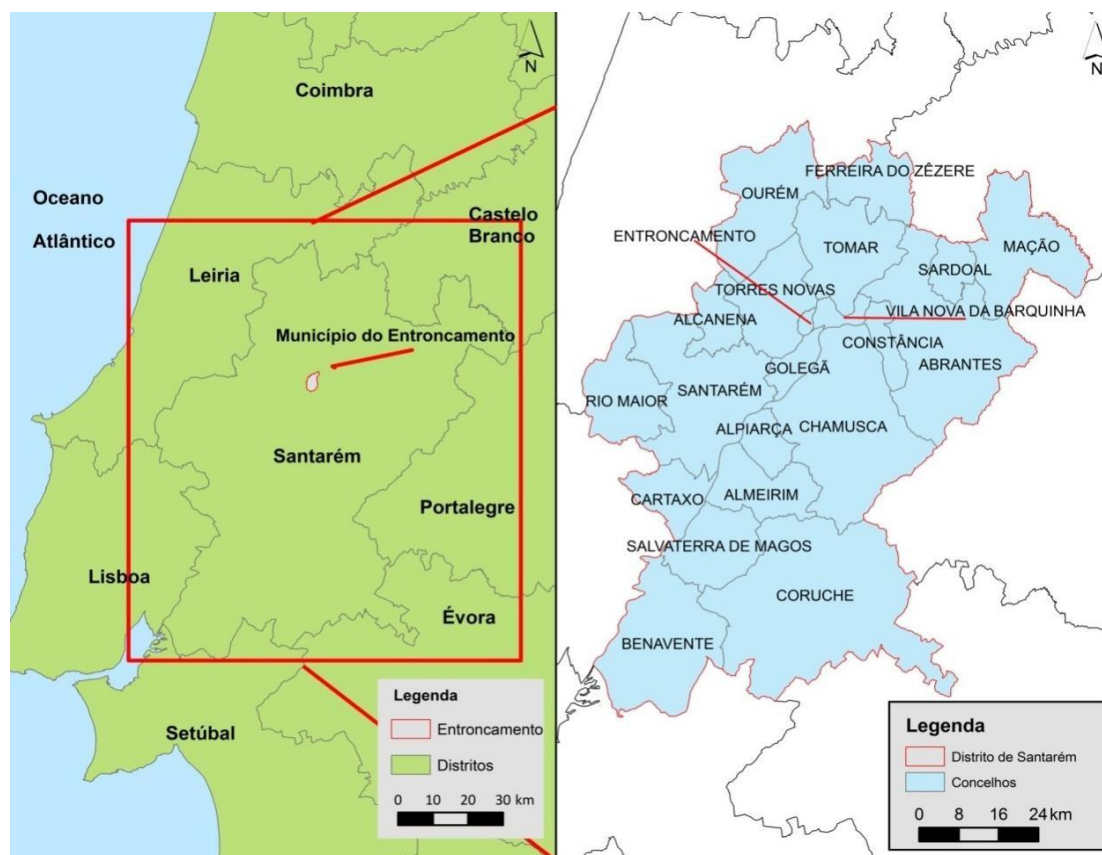 N
Coimbra
Oceano
Atlântico
Castelo
Branco
Leiria
Município do Entroncamento
Santarém
Portalegre
Lisboa
Évora
Setúbal
Legenda
Entroncamento
Distritos
0 10 20 30 km
N
FERREIRA DO ZÊZERE
OURÉM
ENTRONCAMENTO
TOMAR
MAÇÃO
SARDOAL
TORRES NOVAS
VILA NOVA DA BARQUINHA
ALCANENA
CONSTÂNCIA
GOLEGÃ
ABRANTES
SANTARÉM
RIO MAIOR
ALPIARÇA
CHAMUSCA
CARTAXO
ALMEIRIM
SALVATERRA DE MAGOS
CORUCHE
BENAVENTE
Legenda
Distrito de Santarém
Concelhos
0 8 16 24 km